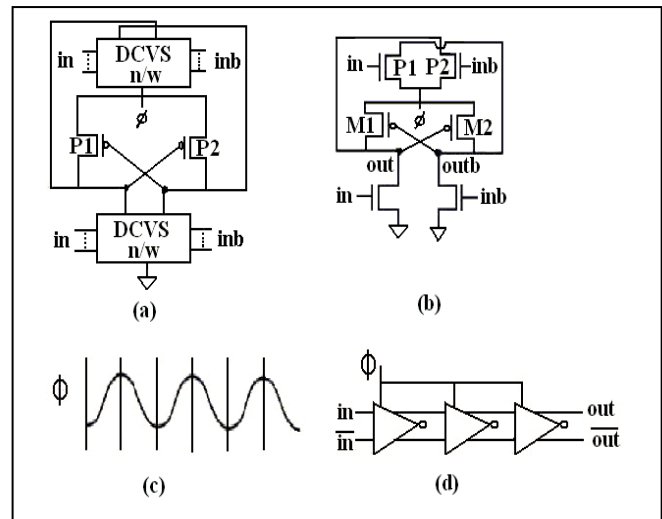 DCVS
n/w
in
inb
ϕ
P1
P2
DCVS
n/w
in
inb
(a)
in
P1
P2
inb
ϕ
M1
M2
out
outb
in
inb
(b)
ϕ
(c)
ϕ
in
out
in
out
(d)